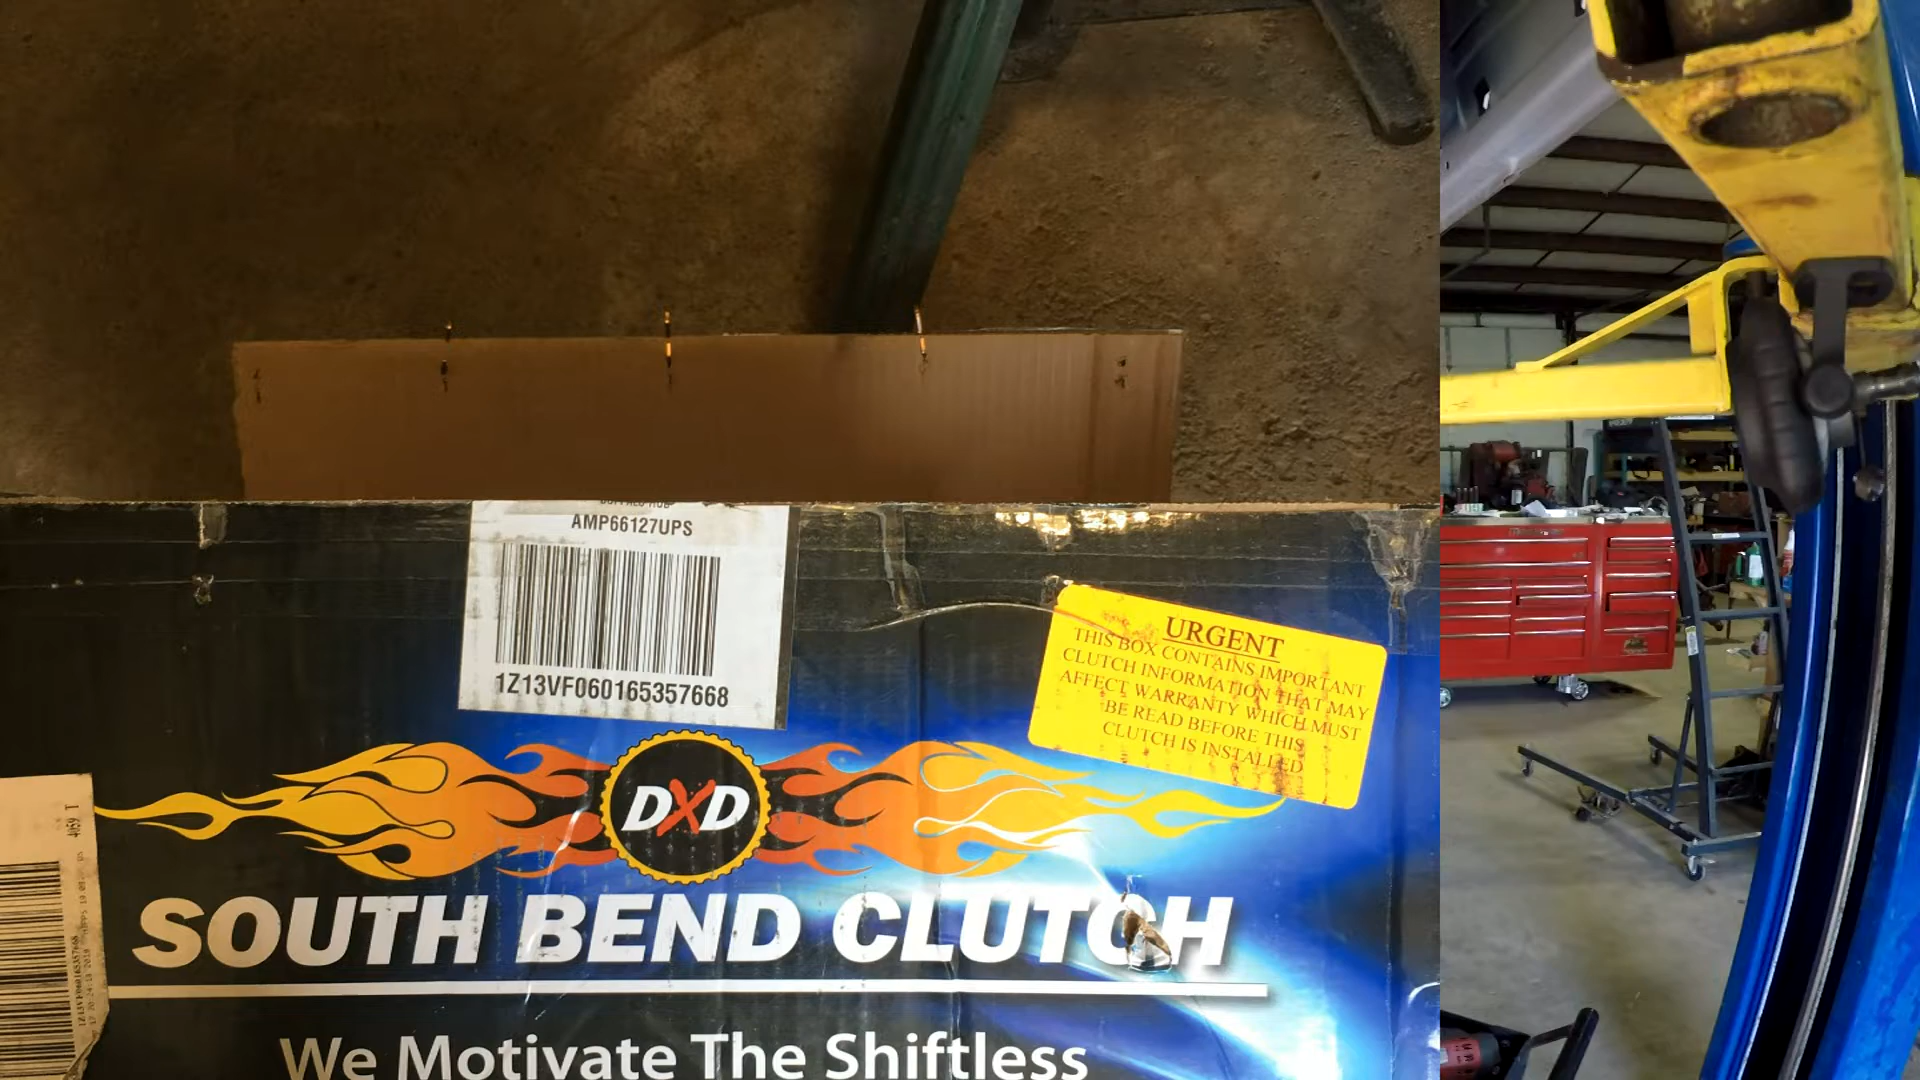 AMP66127UPS
1Z13VF060165357668
URGENT
THIS BOX CONTAINS IMPORTANT
CLUTCH INFORMATION THAT MAY
AFFECT WARRANTY WHICH MUST
BE READ BEFORE THIS
CLUTCH IS INSTALLED
DXD
SOUTH BEND CLUTCH
We Motivate The Shiftless